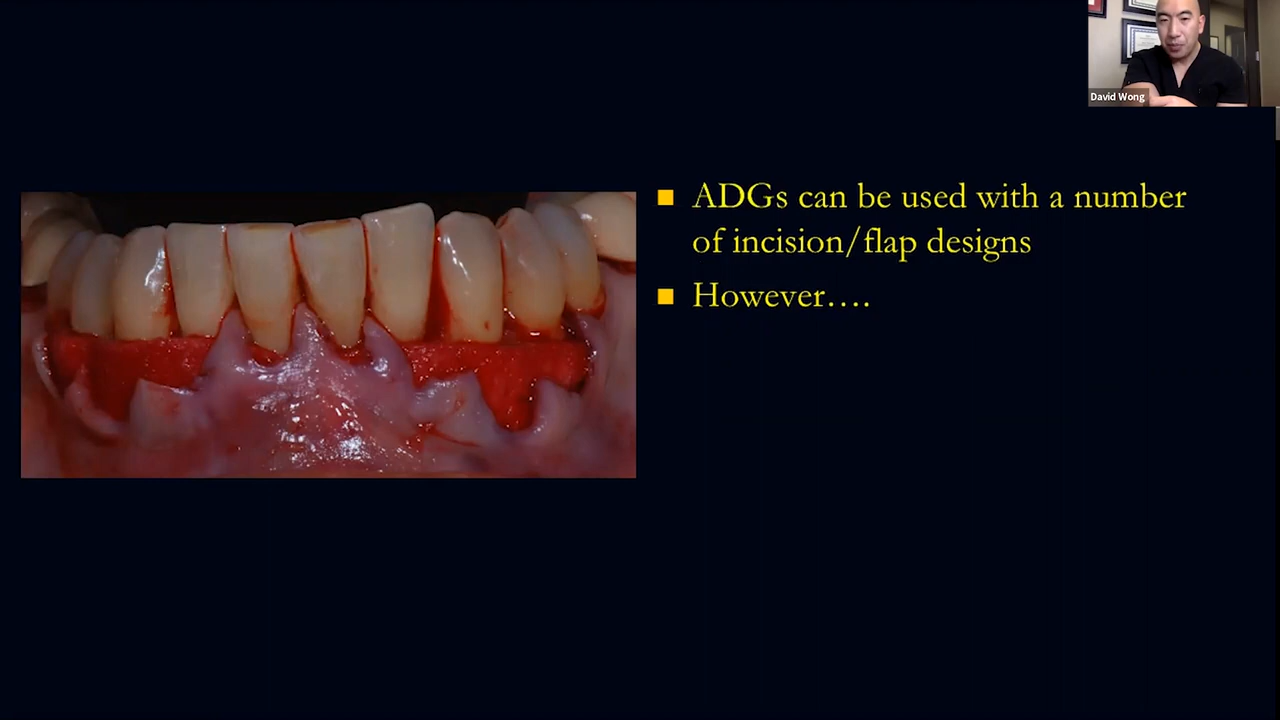 David Wong
ADGs can be used with a number
of incision/flap designs
However….